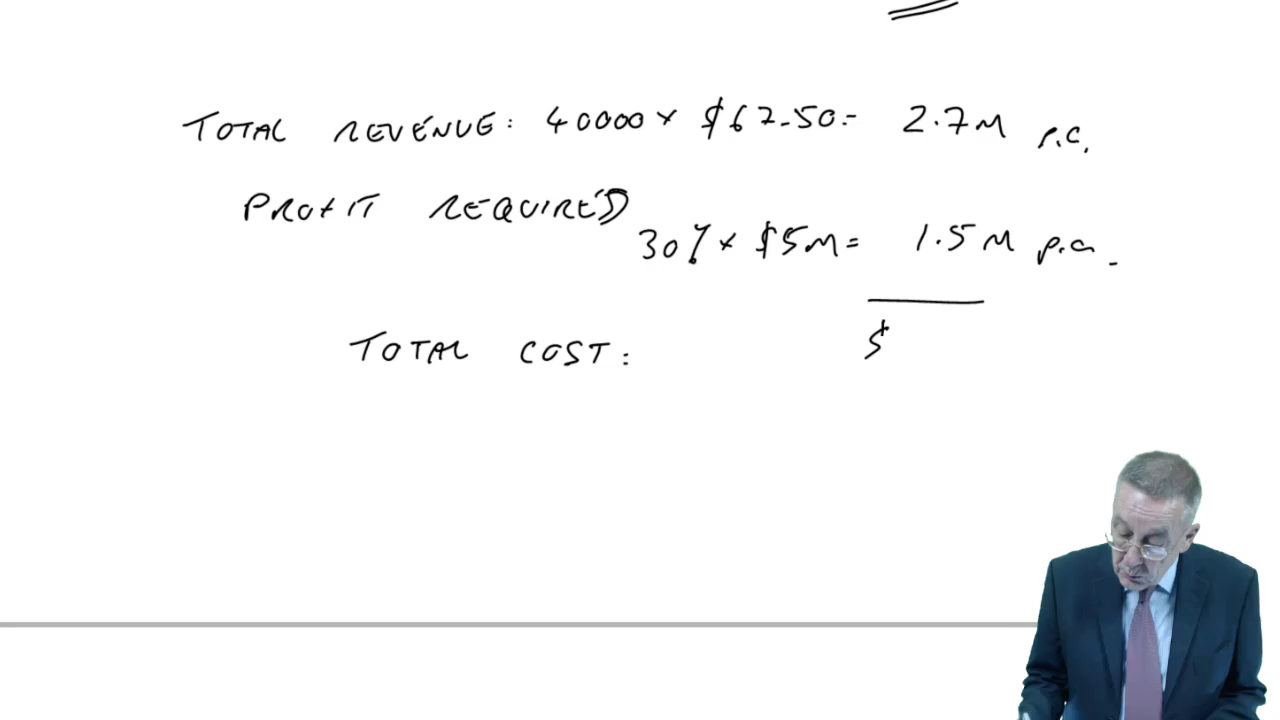 TOTAL REVENUE: 40000 × $67.50= 2.7M p.a.
PROFIT REQUIRED
30% × $5M= 1.5M p.a.
TOTAL COST: $